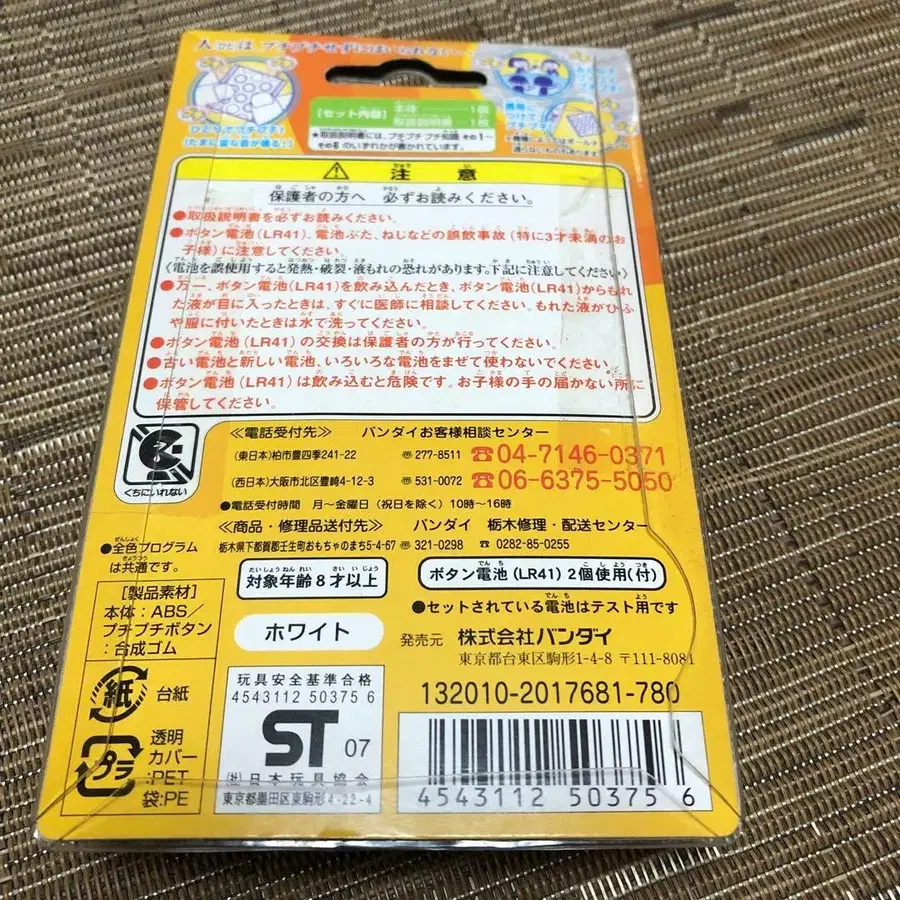 人々は、プチプチせずに
ひとりでプチプチ!
(たまに変な音が鳴る!)
[セット内容] 本体 1個
取扱説明書 1枚
★取扱説明書には、プチプチ プチ知識 その1〜
その6 のいずれかが書かれています。
携帯に
つけて
プチプチ
⚠ 注意
保護者の方へ 必ずお読みください。
●取扱説明書を必ずお読みください。
●ボタン電池(LR41)、電池ぶた、ねじなどの誤飲事故(特に3才未満のお
子様)に注意してください。
《電池を誤使用すると発熱・破裂・液もれの恐れがあります。下記に注意してください》
●万一、ボタン電池(LR41)を飲み込んだとき、ボタン電池(LR41)からも
れた液が目に入ったときは、すぐに医師に相談してください。もれた液がひふ
や服に付いたときは水で洗ってください。
●ボタン電池(LR41)の交換は保護者の方が行ってください。
●古い電池と新しい電池、いろいろな電池をまぜて使わないでください。
●ボタン電池(LR41)は飲み込むと危険です。お子様の手の届かない所に
保管してください。
くちにいれない
≪電話受付先≫ バンダイお客様相談センター
(東日本)柏市豊四季241-22 〒277-8511 ☎04-7146-0371
(西日本)大阪市北区豊崎4-12-3 〒531-0072 ☎06-6375-5050
●電話受付時間 月〜金曜日(祝日を除く)10時〜16時
≪商品・修理品送付先≫ バンダイ 栃木修理・配送センター
栃木県下都賀郡壬生町おもちゃのまち5-4-67 〒321-0298 ☎ 0282-85-0255
●全色プログラム
は共通です。
対象年齢8才以上
ボタン電池(LR41)2個使用(付)
●セットされている電池はテスト用です
[製品素材]
本体:ABS/
プチプチボタン
:合成ゴム
ホワイト
発売元 株式会社バンダイ
東京都台東区駒形1-4-8 〒111-8081
紙 台紙
プラ 透明
カバー
:PET
袋:PE
玩具安全基準合格
4543112 50375 6
ST 07
(社)日本玩具協会
東京都墨田区東駒形4-22-4
132010-2017681-780
4543112 50375 6